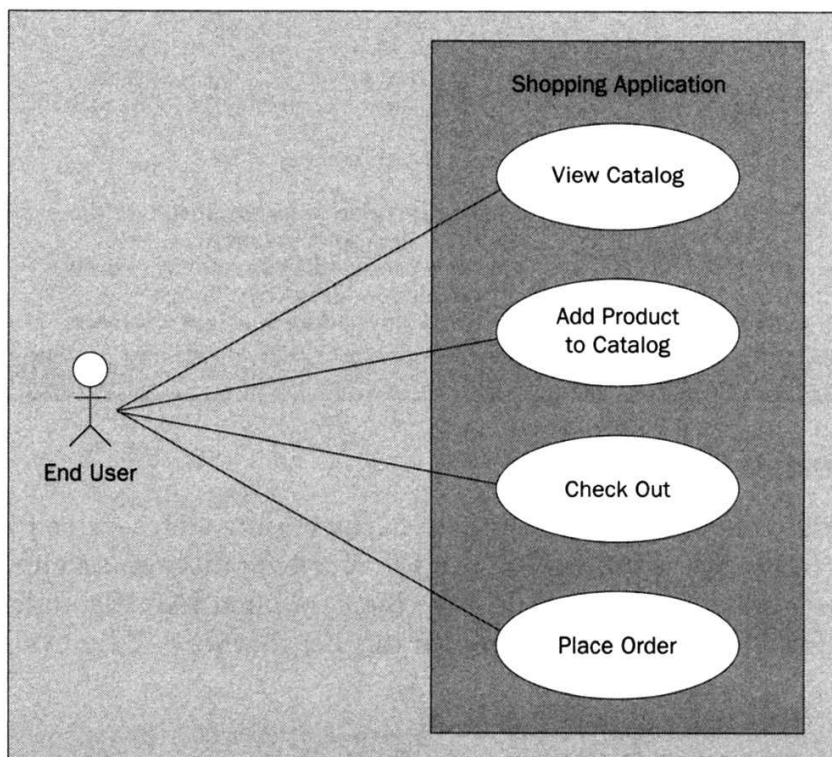 Shopping Application
View Catalog
Add Product
to Catalog
Check Out
End User
Place Order